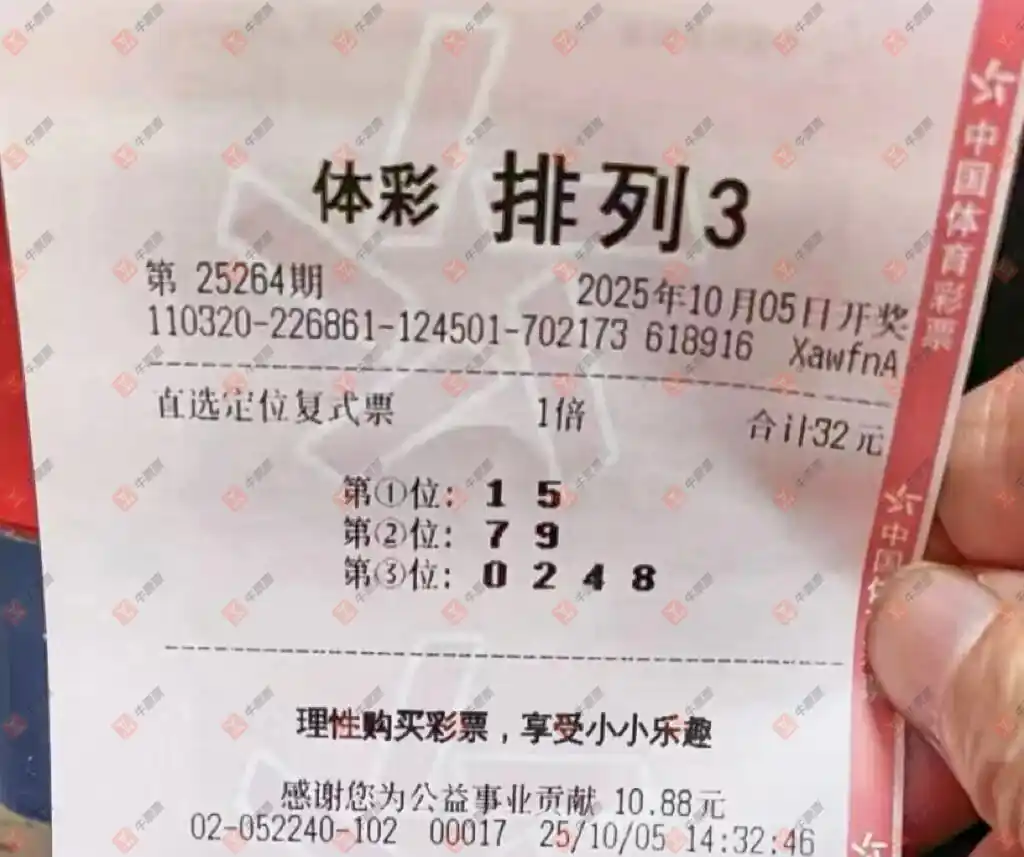 体彩 排列3
第 25264期 2025年10月05日开奖
110320-226861-124501-702173 618916 XawfnA
直选定位复式票 1倍 合计32元
第①位: 1 5
第②位: 7 9
第③位: 0 2 4 8
理性购买彩票,享受小小乐趣
感谢您为公益事业贡献 10.88元
02-052240-102 00017 25/10/05 14:32:46
中国体育彩票
中国